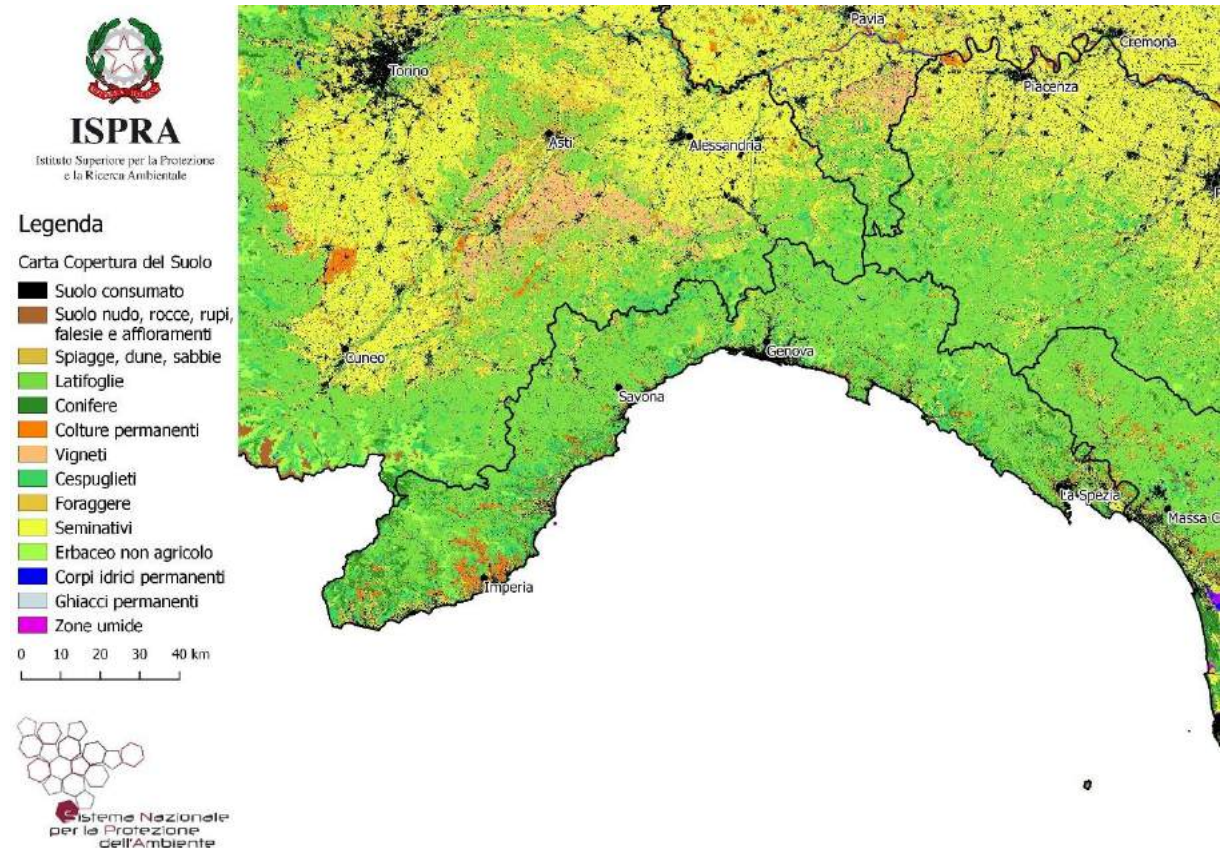 ISPRA
Istituto Superiore per la Protezione
e la Ricerca Ambientale
Legenda
Carta Copertura del Suolo
Suolo consumato
Suolo nudo, rocce, rupi,
falesie e affioramenti
Spiagge, dune, sabbie
Latifoglie
Conifere
Colture permanenti
Vigneti
Cespuglieti
Foraggere
Seminativi
Erbaceo non agricolo
Corpi idrici permanenti
Ghiacci permanenti
Zone umide
0 10 20 30 40 km
Sistema Nazionale
per la Protezione
dell'Ambiente
Pavia
Cremona
Torino
Piacenza
Asti
Alessandria
Cuneo
Genova
Savona
La Spezia
Massa C
Imperia